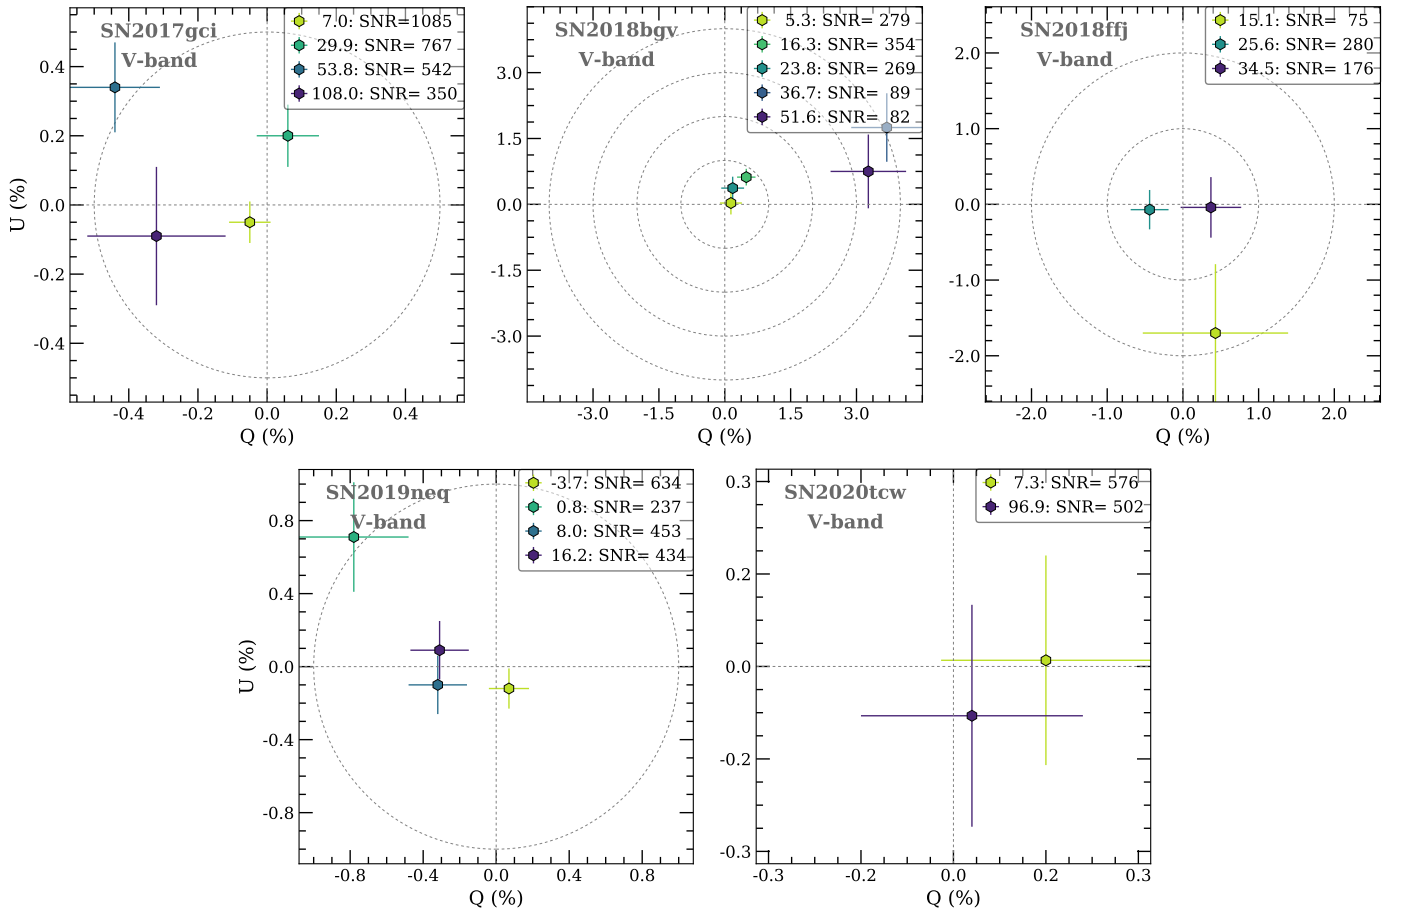 SN2017gci
V-band
7.0: SNR=1085
29.9: SNR= 767
53.8: SNR= 542
108.0: SNR= 350
0.4
0.2
0.0
-0.2
-0.4
U (%)
-0.4 -0.2 0.0 0.2 0.4
Q (%)
SN2018bgv
V-band
5.3: SNR= 279
16.3: SNR= 354
23.8: SNR= 269
36.7: SNR= 89
51.6: SNR= 82
3.0
1.5
0.0
-1.5
-3.0
-3.0 -1.5 0.0 1.5 3.0
Q (%)
SN2018ffj
V-band
15.1: SNR= 75
25.6: SNR= 280
34.5: SNR= 176
2.0
1.0
0.0
-1.0
-2.0
-2.0 -1.0 0.0 1.0 2.0
Q (%)
SN2019neq
V-band
-3.7: SNR= 634
0.8: SNR= 237
8.0: SNR= 453
16.2: SNR= 434
0.8
0.4
0.0
-0.4
-0.8
U (%)
-0.8 -0.4 0.0 0.4 0.8
Q (%)
SN2020tcw
V-band
7.3: SNR= 576
96.9: SNR= 502
0.3
0.2
0.0
-0.2
-0.3
-0.3 -0.2 0.0 0.2 0.3
Q (%)